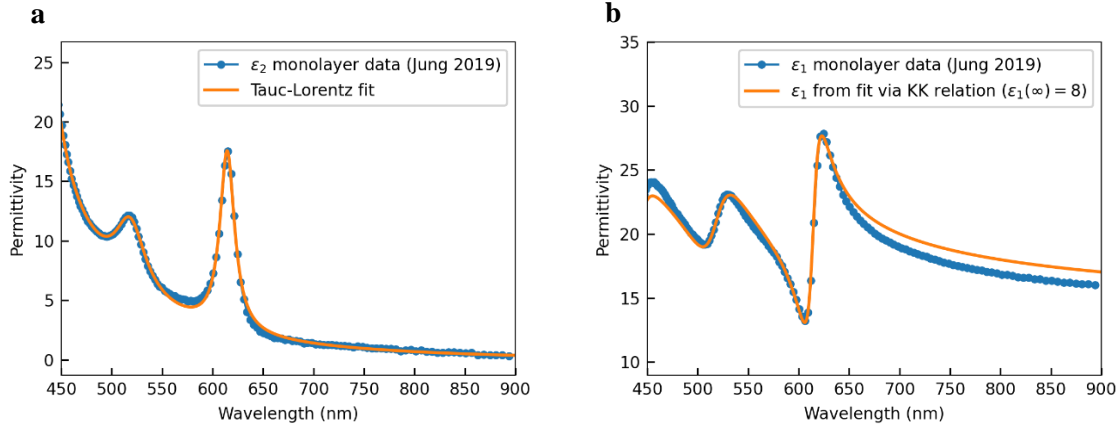 a
ε₂ monolayer data (Jung 2019)
Tauc-Lorentz fit
Permittivity
25
20
15
10
5
0
450 500 550 600 650 700 750 800 850 900
Wavelength (nm)
b
ε₁ monolayer data (Jung 2019)
ε₁ from fit via KK relation (ε₁(∞) = 8)
Permittivity
35
30
25
20
15
10
450 500 550 600 650 700 750 800 850 900
Wavelength (nm)